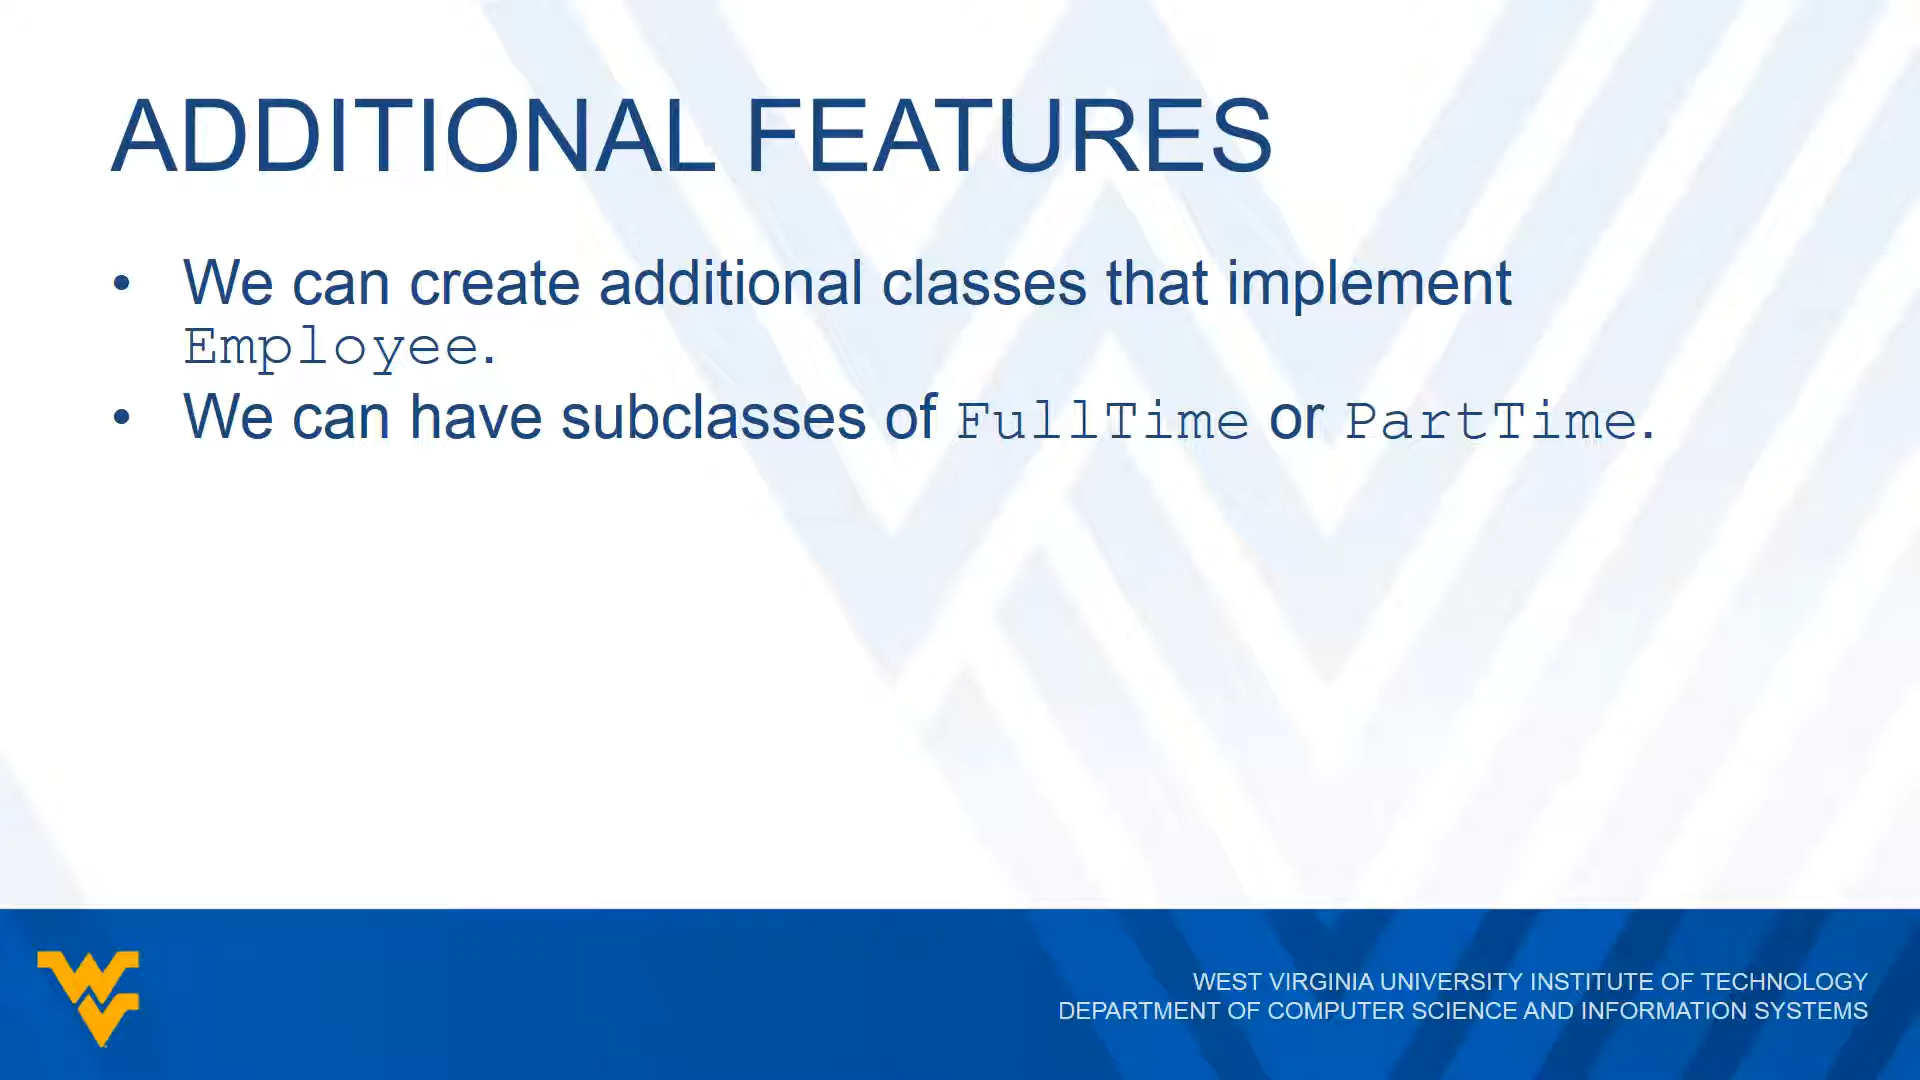 ADDITIONAL FEATURES
• We can create additional classes that implement
Employee.
• We can have subclasses of FullTime or PartTime.
WEST VIRGINIA UNIVERSITY INSTITUTE OF TECHNOLOGY
DEPARTMENT OF COMPUTER SCIENCE AND INFORMATION SYSTEMS